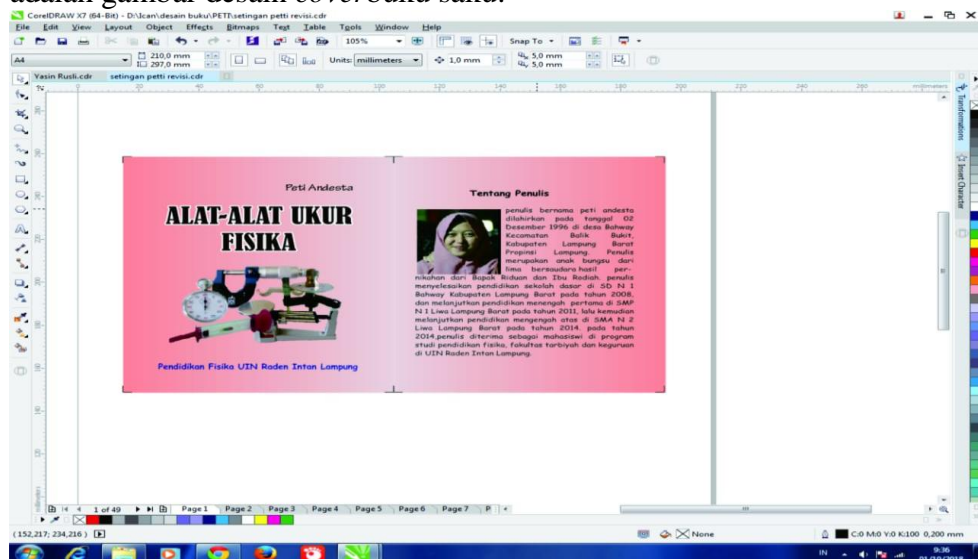 adalah gambar desain coverbuku saku.
CorelDRAW X7 (64-Bit) - D:\Ican\desain buku\PETI\setingan petti revisi.cdr
File Edit View Layout Object Effects Bitmaps Text Table Tools Window Help
105% Snap To
A4 210,0 mm 297,0 mm Units: millimeters 1,0 mm 5,0 mm 5,0 mm
Yasin Rusli.cdr setingan petti revisi.cdr
millimeters
Transformations
Insert Character
Peti Andesta
ALAT-ALAT UKUR
FISIKA
Pendidikan Fisika UIN Raden Intan Lampung
Tentang Penulis
penulis bernama peti andesta
dilahirkan pada tanggal 02
Desember 1996 di desa Bahway
Kecamatan Balik Bukit,
Kabupaten Lampung Barat
Propinsi Lampung. Penulis
merupakan anak bungsu dari
lima bersaudara hasil per-
nikahan dari Bapak Riduan dan Ibu Radiah. penulis
menyelesaikan pendidikan sekolah dasar di SD N 1
Bahway Kabupaten Lampung Barat pada tahun 2008,
dan melanjutkan pendidikan menengah pertama di SMP
N 1 Liwa Lampung Barat pada tahun 2011, lalu kemudian
melanjutkan pendidikan mengengah atas di SMA N 2
Liwa Lampung Barat pada tahun 2014. pada tahun
2014 penulis diterima sebagai mahasiswi di program
studi pendidikan fisika, fakultas tarbiyah dan keguruan
di UIN Raden Intan Lampung.
1 of 49 Page 1 Page 2 Page 3 Page 4 Page 5 Page 6 Page 7 P
(152,217; 234,216) None C:0 M:0 Y:0 K:100 0,200 mm
IN 9:36